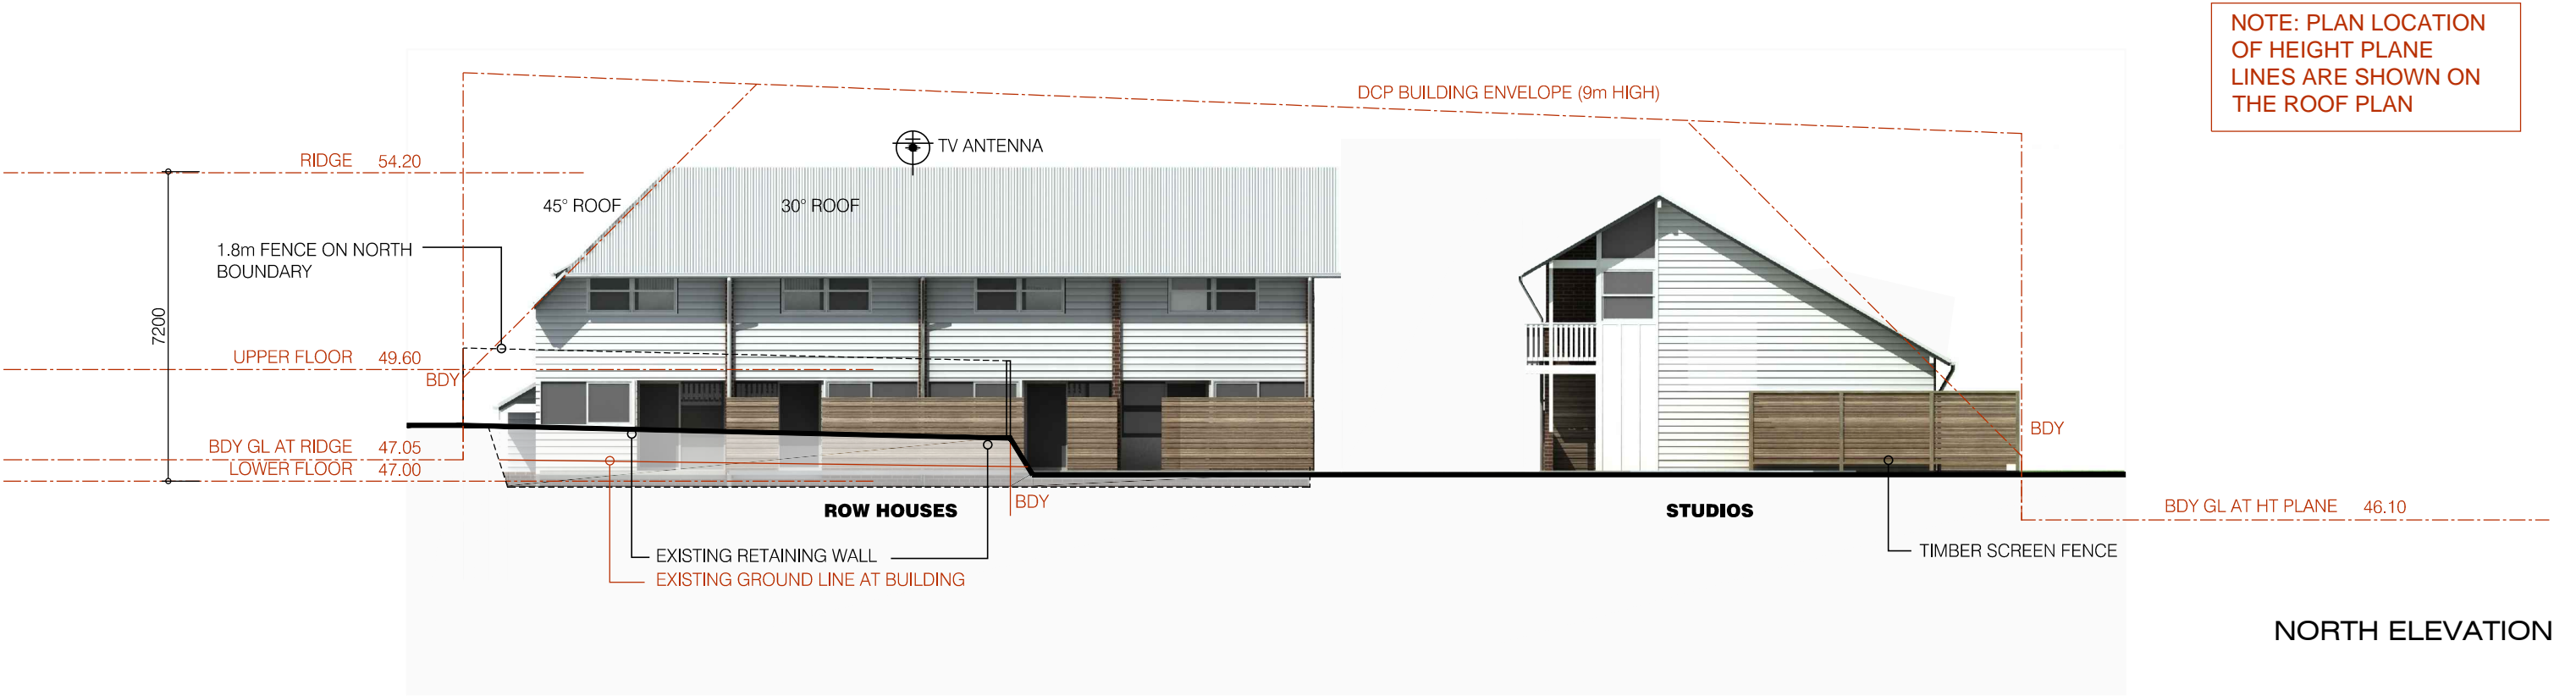 NOTE: PLAN LOCATION
OF HEIGHT PLANE
LINES ARE SHOWN ON
THE ROOF PLAN
DCP BUILDING ENVELOPE (9m HIGH)
TV ANTENNA
RIDGE 54.20
45° ROOF
30° ROOF
1.8m FENCE ON NORTH
BOUNDARY
7200
UPPER FLOOR 49.60
BDY
BDY
BDY GL AT RIDGE 47.05
LOWER FLOOR 47.00
BDY
ROW HOUSES
STUDIOS
BDY GL AT HT PLANE 46.10
EXISTING RETAINING WALL
TIMBER SCREEN FENCE
EXISTING GROUND LINE AT BUILDING
NORTH ELEVATION